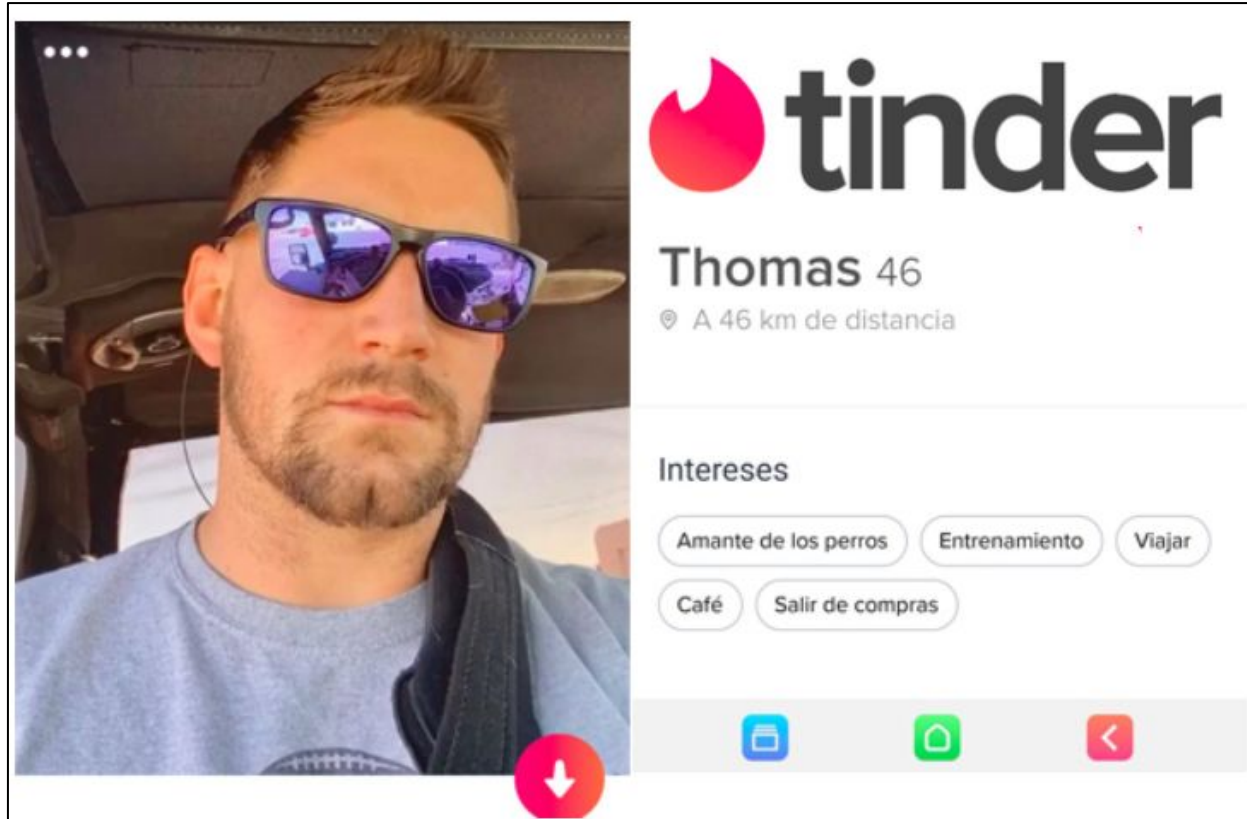 tinder
Thomas 46
A 46 km de distancia
Intereses
Amante de los perros Entrenamiento Viajar
Café Salir de compras